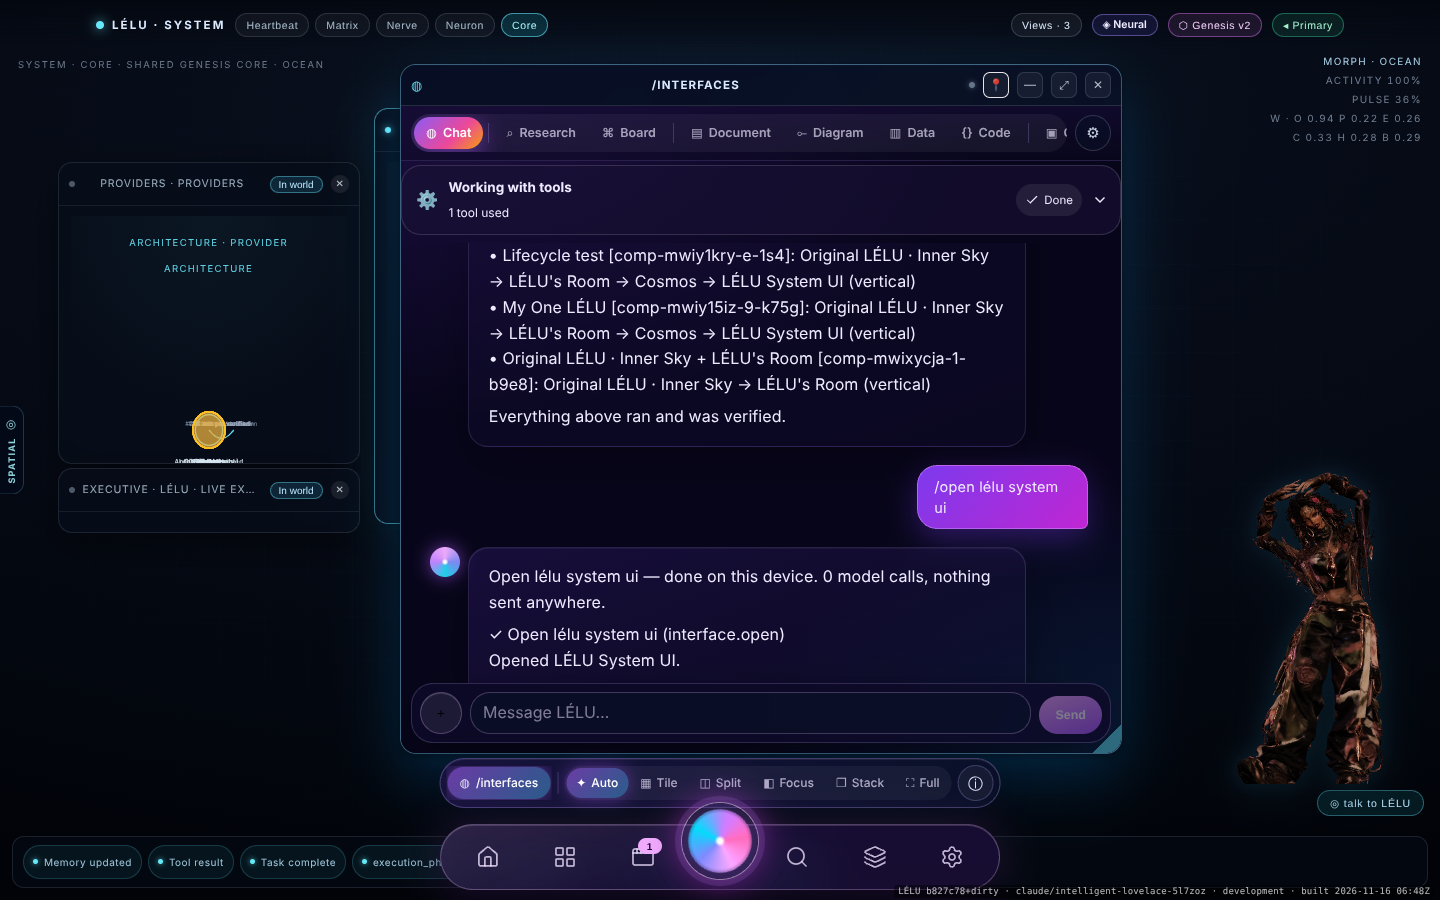 LÉLU · SYSTEM
Heartbeat
Matrix
Nerve
Neuron
Core
Views · 3
Neural
Genesis v2
Primary
SYSTEM · CORE · SHARED GENESIS CORE · OCEAN
MORPH · OCEAN
ACTIVITY 100%
PULSE 36%
W · O 0.94 P 0.22 E 0.26
C 0.33 H 0.28 B 0.29
/INTERFACES
Chat
Research
Board
Document
Diagram
Data
{} Code
Working with tools
1 tool used
Done
PROVIDERS · PROVIDERS
In world
ARCHITECTURE · PROVIDER
ARCHITECTURE
EXECUTIVE · LÉLU · LIVE EX...
In world
SPATIAL
• Lifecycle test [comp-mwiy1kry-e-1s4]: Original LÉLU · Inner Sky
→ LÉLU's Room → Cosmos → LÉLU System UI (vertical)
• My One LÉLU [comp-mwiy15iz-9-k75g]: Original LÉLU · Inner Sky
→ LÉLU's Room → Cosmos → LÉLU System UI (vertical)
• Original LÉLU · Inner Sky + LÉLU's Room [comp-mwixycja-1-
b9e8]: Original LÉLU · Inner Sky → LÉLU's Room (vertical)
Everything above ran and was verified.
/open lélu system
ui
Open lélu system ui — done on this device. 0 model calls, nothing
sent anywhere.
✓ Open lélu system ui (interface.open)
Opened LÉLU System UI.
+
Message LÉLU...
Send
/interfaces
Auto
Tile
Split
Focus
Stack
Full
talk to LÉLU
Memory updated
Tool result
Task complete
execution_ph
1
LÉLU b827c78+dirty · claude/intelligent-lovelace-5l7zoz · development · built 2026-11-16 06:48Z